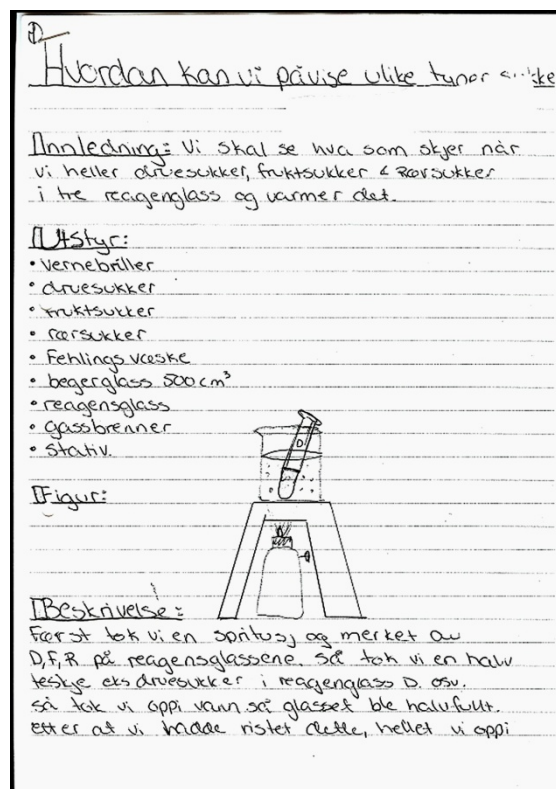 Hvordan kan vi påvise ulike
Innledning: Vi skal se hva som skjer når
vi heller druesukker, fruktsukker & rørsukker
i tre reagenglass og varmer det.
Utstyr:
• vernebriller
• druesukker
• fruktsukker
• rørsukker
• Fehlings væske
• begerglass 500 cm³
• reagensglass
• gassbrenner
• Stativ.
D
Figur:
Beskrivelse:
Først tok vi en spritusj og merket av
D, F, R på reagensglassene. så tok vi en halv
teskje eks druesukker i reagenglass D. osv.
så tok vi oppi vann så glasset ble halvfullt.
etter at vi hadde ristet dette, hellet vi oppi